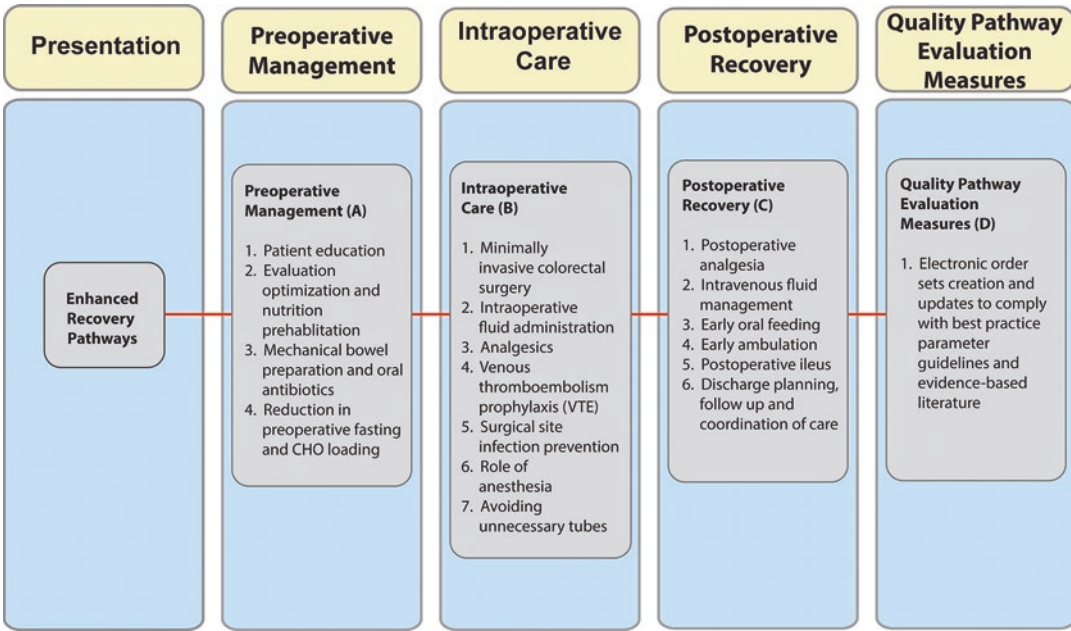 Presentation
Preoperative
Management
Intraoperative
Care
Postoperative
Recovery
Quality Pathway
Evaluation
Measures
Enhanced
Recovery
Pathways
Preoperative
Management (A)
1. Patient education
2. Evaluation
optimization and
nutrition
prehablitation
3. Mechanical bowel
preparation and oral
antibiotics
4. Reduction in
preoperative fasting
and CHO loading
Intraoperative
Care (B)
1. Minimally
invasive colorectal
surgery
2. Intraoperative
fluid administration
3. Analgesics
4. Venous
thromboembolism
prophylaxis (VTE)
5. Surgical site
infection prevention
6. Role of
anesthesia
7. Avoiding
unnecessary tubes
Postoperative
Recovery (C)
1. Postoperative
analgesia
2. Intravenous fluid
management
3. Early oral feeding
4. Early ambulation
5. Postoperative ileus
6. Discharge planning,
follow up and
coordination of care
Quality Pathway
Evaluation
Measures (D)
1. Electronic order
sets creation and
updates to comply
with best practice
parameter
guidelines and
evidence-based
literature